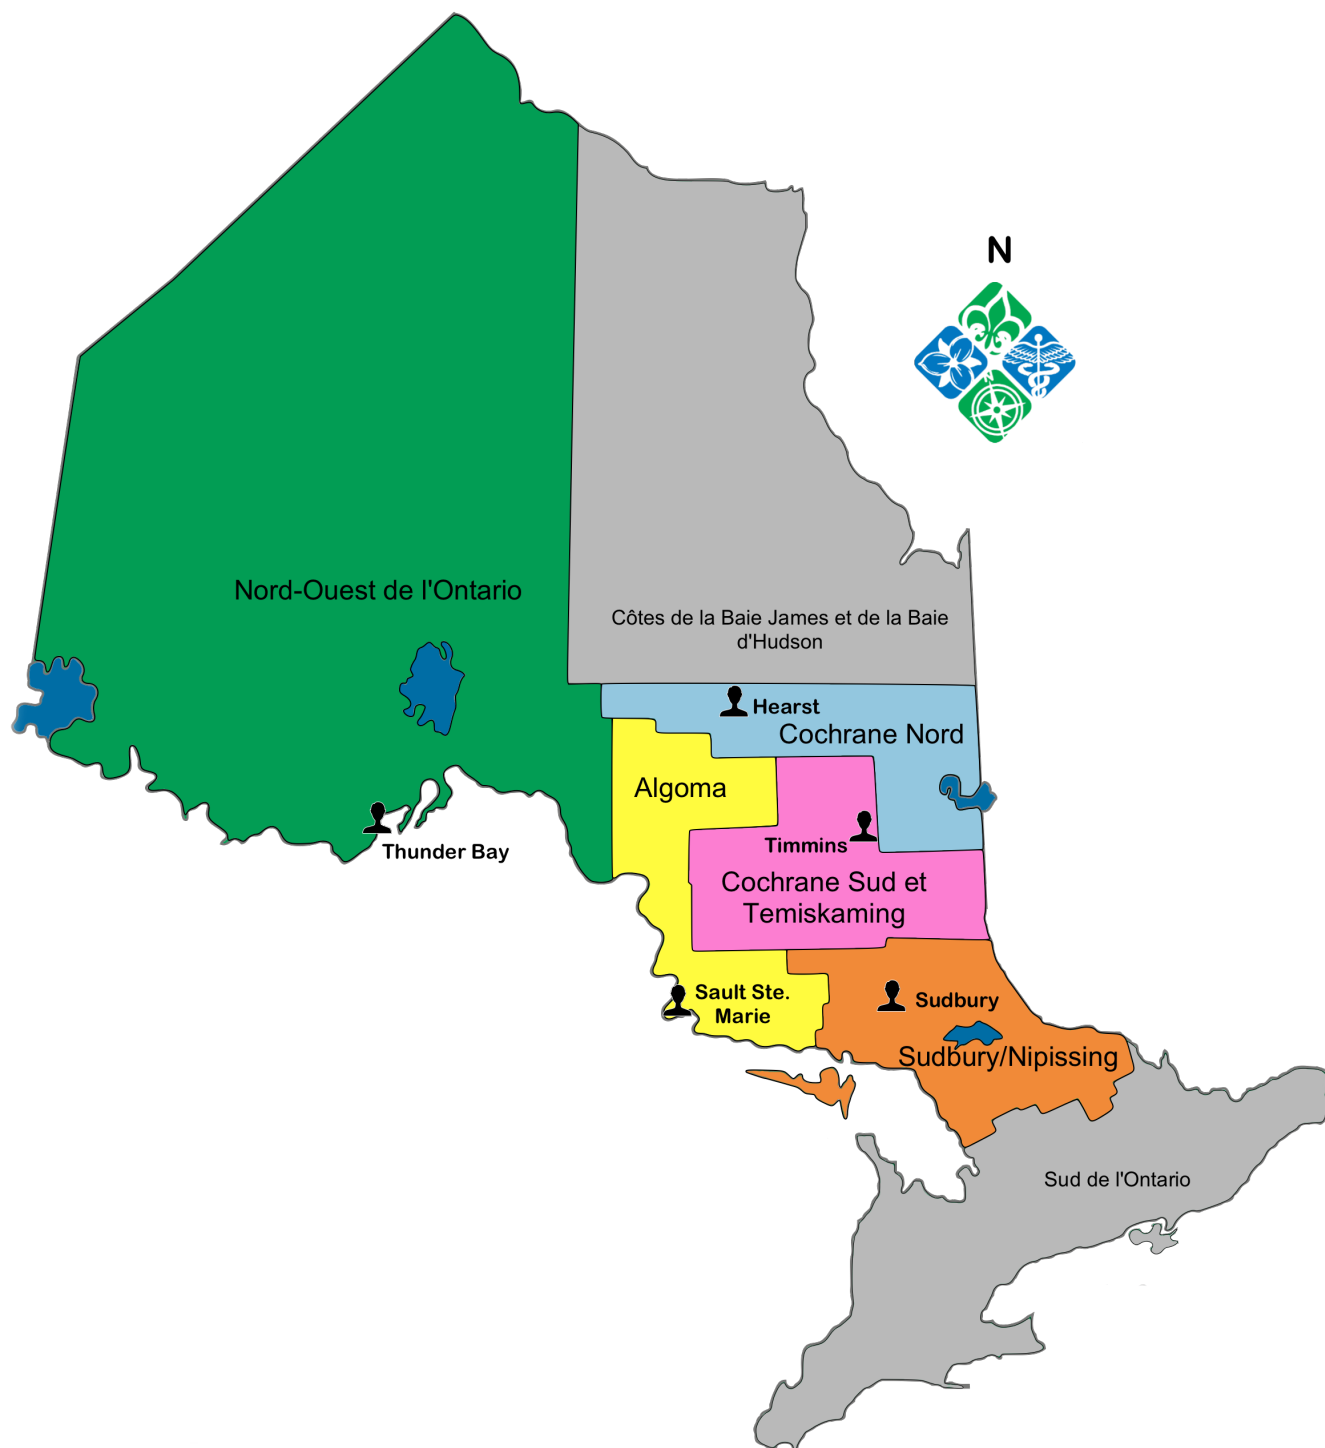 N
Nord-Ouest de l'Ontario
Côtes de la Baie James et de la Baie
d'Hudson
Hearst
Cochrane Nord
Algoma
Thunder Bay
Timmins
Cochrane Sud et
Temiskaming
Sault Ste.
Marie
Sudbury
Sudbury/Nipissing
Sud de l'Ontario